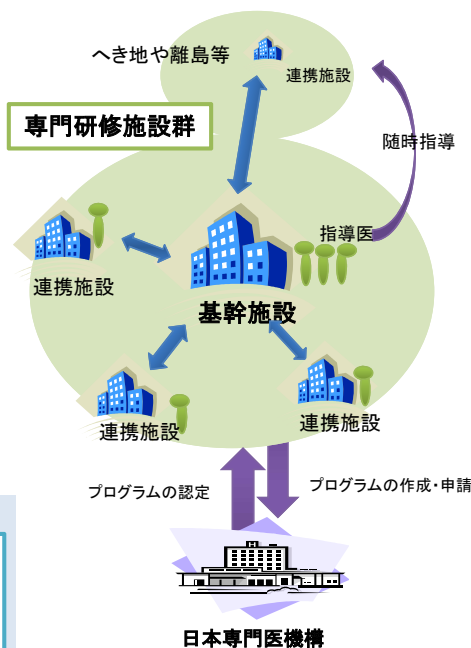 へき地や離島等
連携施設
専門研修施設群
随時指導
指導医
連携施設
基幹施設
連携施設
連携施設
プログラムの認定
プログラムの作成・申請
日本専門医機構